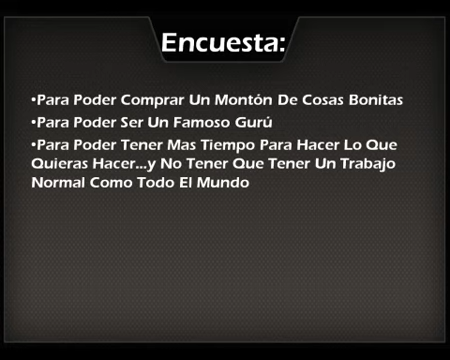 Encuesta:
•Para Poder Comprar Un Montón De Cosas Bonitas
•Para Poder Ser Un Famoso Gurú
•Para Poder Tener Mas Tiempo Para Hacer Lo Que
Quieras Hacer...y No Tener Que Tener Un Trabajo
Normal Como Todo El Mundo